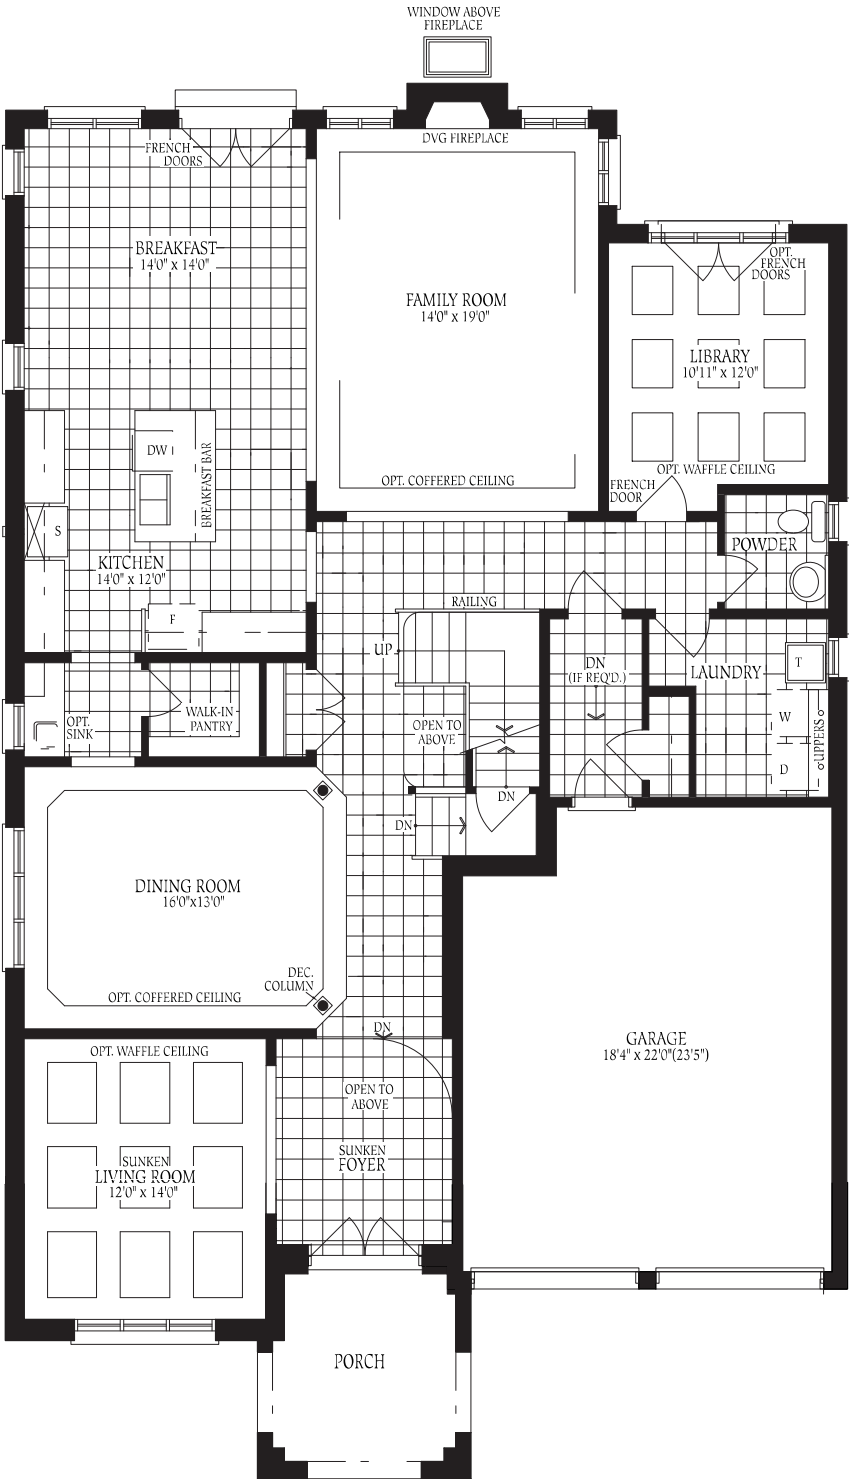 WINDOW ABOVE
FIREPLACE
FRENCH
DOORS
DVG FIREPLACE
BREAKFAST
14'0" x 14'0"
FAMILY ROOM
14'0" x 19'0"
OPT.
FRENCH
DOORS
LIBRARY
10'11" x 12'0"
DW
BREAKFAST BAR
OPT. COFFERED CEILING
OPT. WAFFLE CEILING
FRENCH
DOOR
S
KITCHEN
14'0" x 12'0"
POWDER
F
RAILING
UP
DN
(IF REQ'D.)
LAUNDRY
T
OPT.
SINK
WALK-IN
PANTRY
OPEN TO
ABOVE
W
D
UPPERS
DN
DN
DINING ROOM
16'0"x13'0"
DEC.
COLUMN
OPT. COFFERED CEILING
DN
OPT. WAFFLE CEILING
GARAGE
18'4" x 22'0"(23'5")
OPEN TO
ABOVE
SUNKEN
FOYER
SUNKEN
LIVING ROOM
12'0" x 14'0"
PORCH